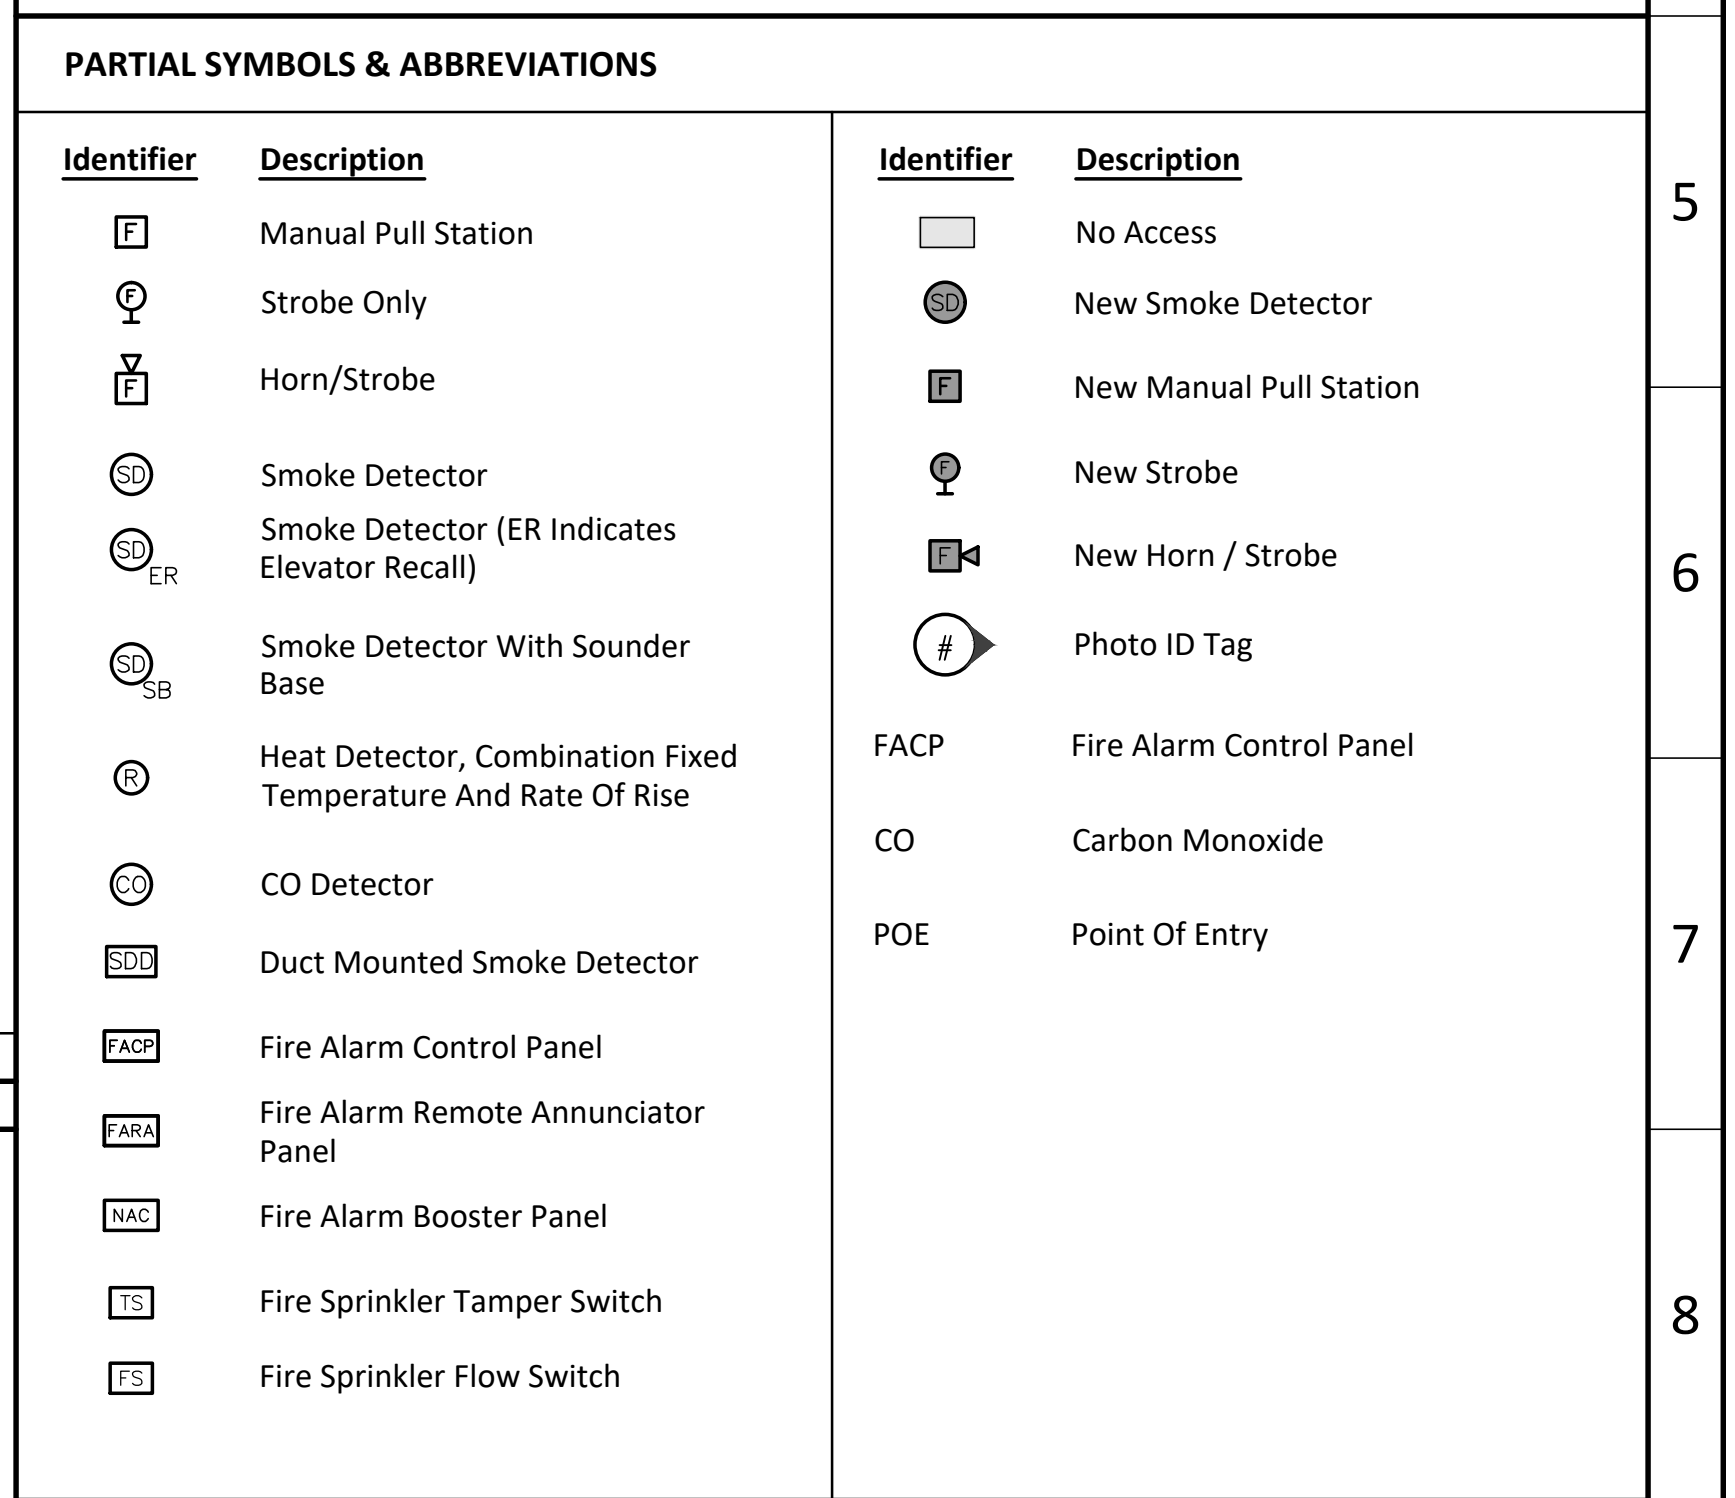 PARTIAL SYMBOLS & ABBREVIATIONS
Identifier Description
F Manual Pull Station
F Strobe Only
F Horn/Strobe
SD Smoke Detector
SD ER Smoke Detector (ER Indicates
Elevator Recall)
SD SB Smoke Detector With Sounder
Base
R Heat Detector, Combination Fixed
Temperature And Rate Of Rise
CO CO Detector
SDD Duct Mounted Smoke Detector
FACP Fire Alarm Control Panel
FARA Fire Alarm Remote Annunciator
Panel
NAC Fire Alarm Booster Panel
TS Fire Sprinkler Tamper Switch
FS Fire Sprinkler Flow Switch
Identifier Description
No Access
SD New Smoke Detector
F New Manual Pull Station
F New Strobe
F New Horn / Strobe
# Photo ID Tag
FACP Fire Alarm Control Panel
CO Carbon Monoxide
POE Point Of Entry
5
6
7
8